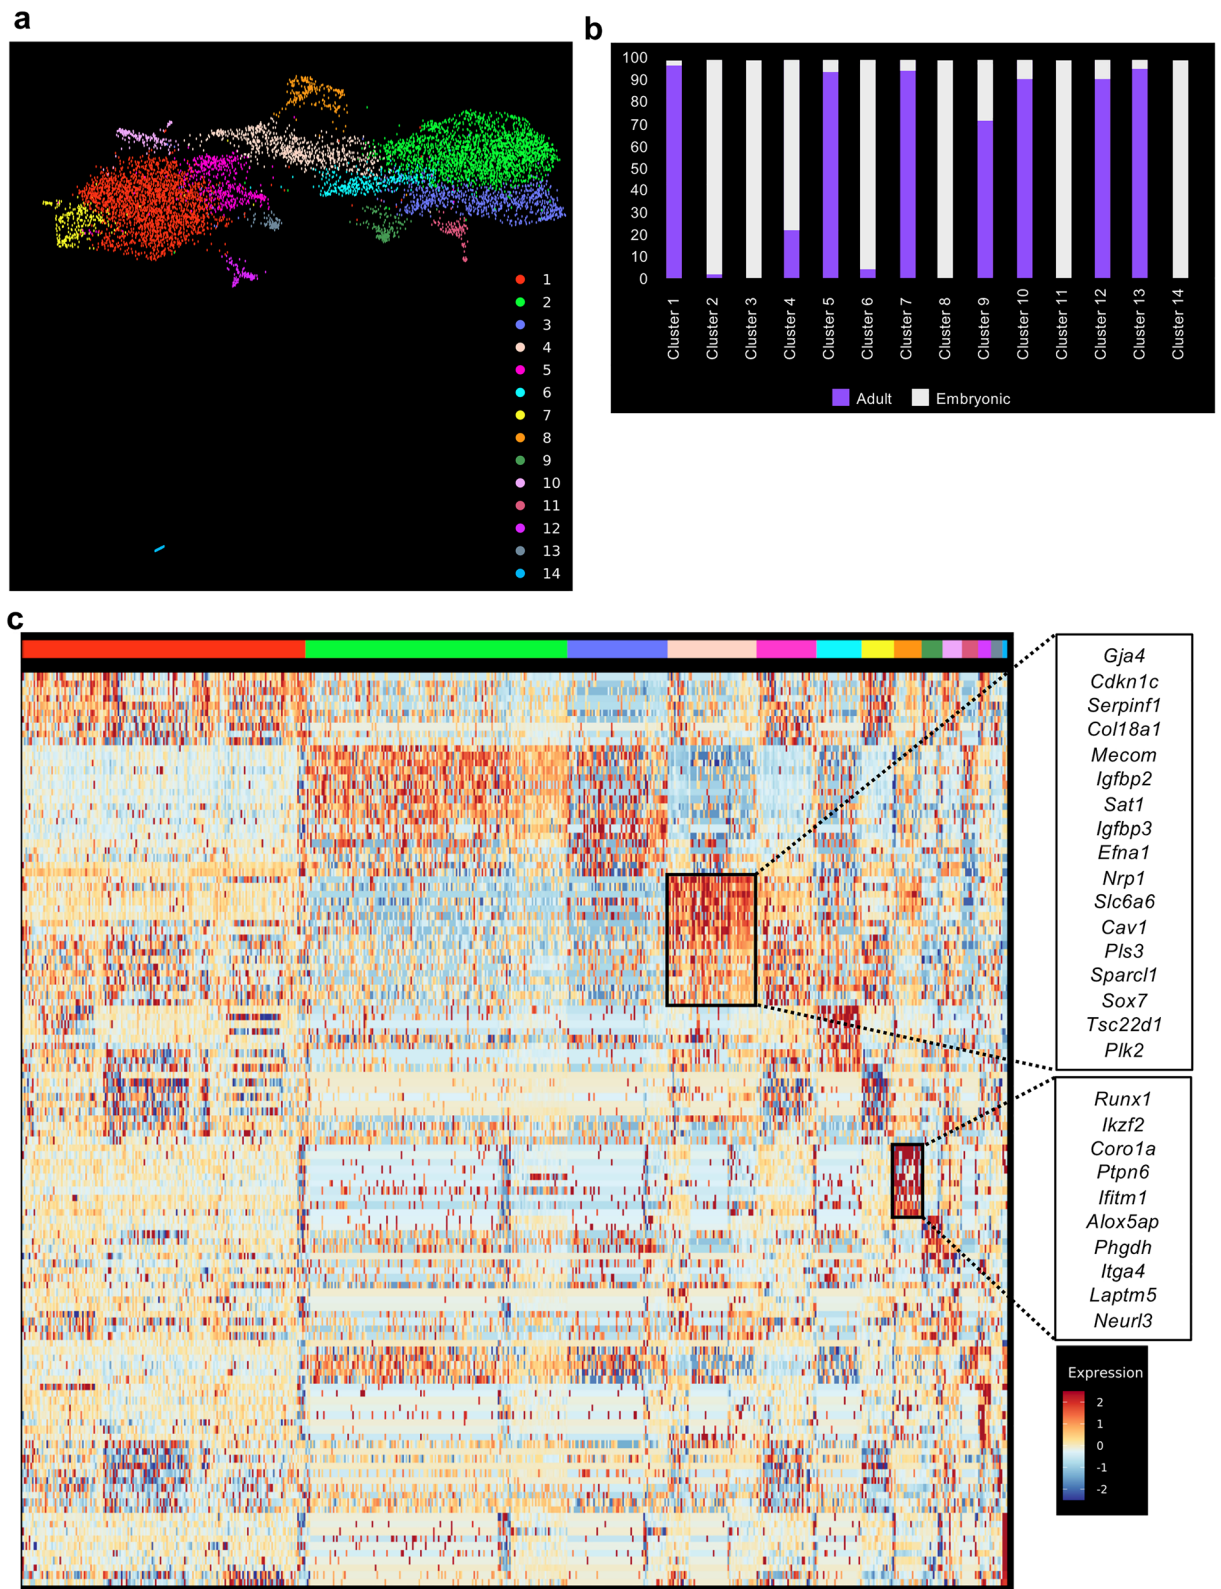 a
1
2
3
4
5
6
7
8
9
10
11
12
13
14
b
100
90
80
70
60
50
40
30
20
10
0
Cluster 1
Cluster 2
Cluster 3
Cluster 4
Cluster 5
Cluster 6
Cluster 7
Cluster 8
Cluster 9
Cluster 10
Cluster 11
Cluster 12
Cluster 13
Cluster 14
Adult Embryonic
c
Gja4
Cdkn1c
Serpinf1
Col18a1
Mecom
Igfbp2
Sat1
Igfbp3
Efna1
Nrp1
Slc6a6
Cav1
Pls3
Sparcl1
Sox7
Tsc22d1
Plk2
Runx1
Ikzf2
Coro1a
Ptpn6
Ifitm1
Alox5ap
Phgdh
Itga4
Laptm5
Neurl3
Expression
2
1
0
-1
-2